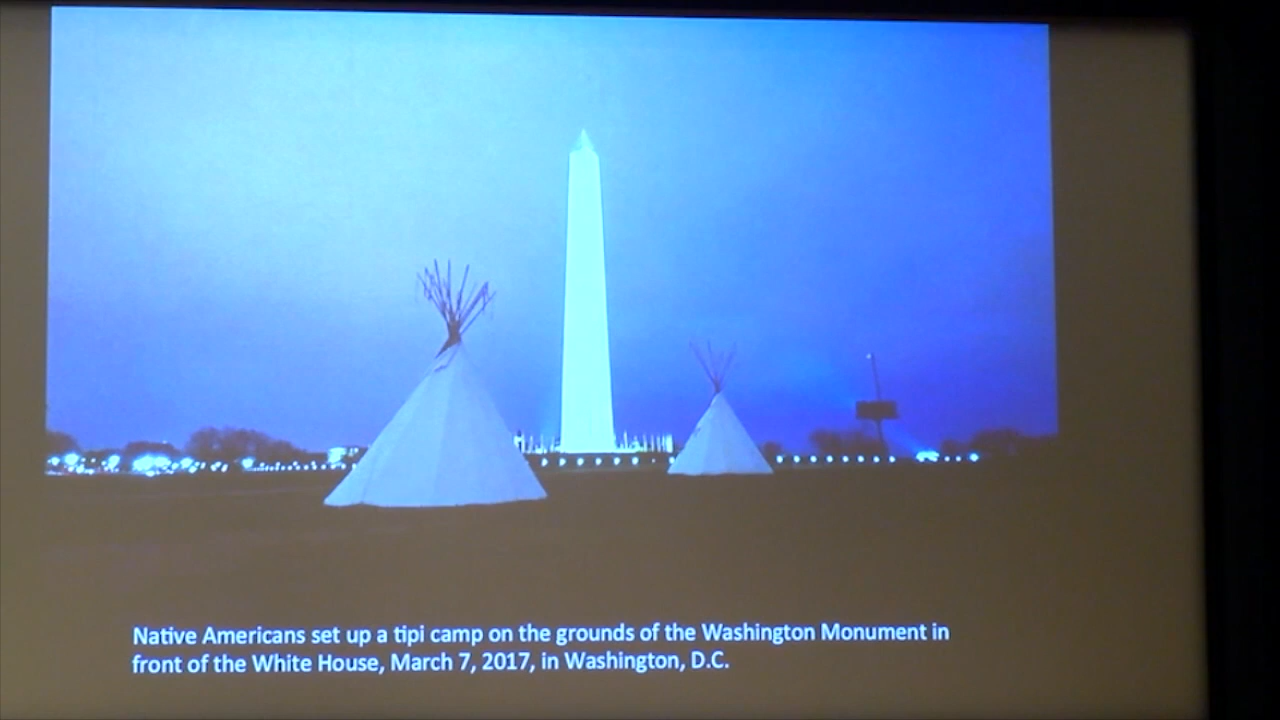 Native Americans set up a tipi camp on the grounds of the Washington Monument in
front of the White House, March 7, 2017, in Washington, D.C.